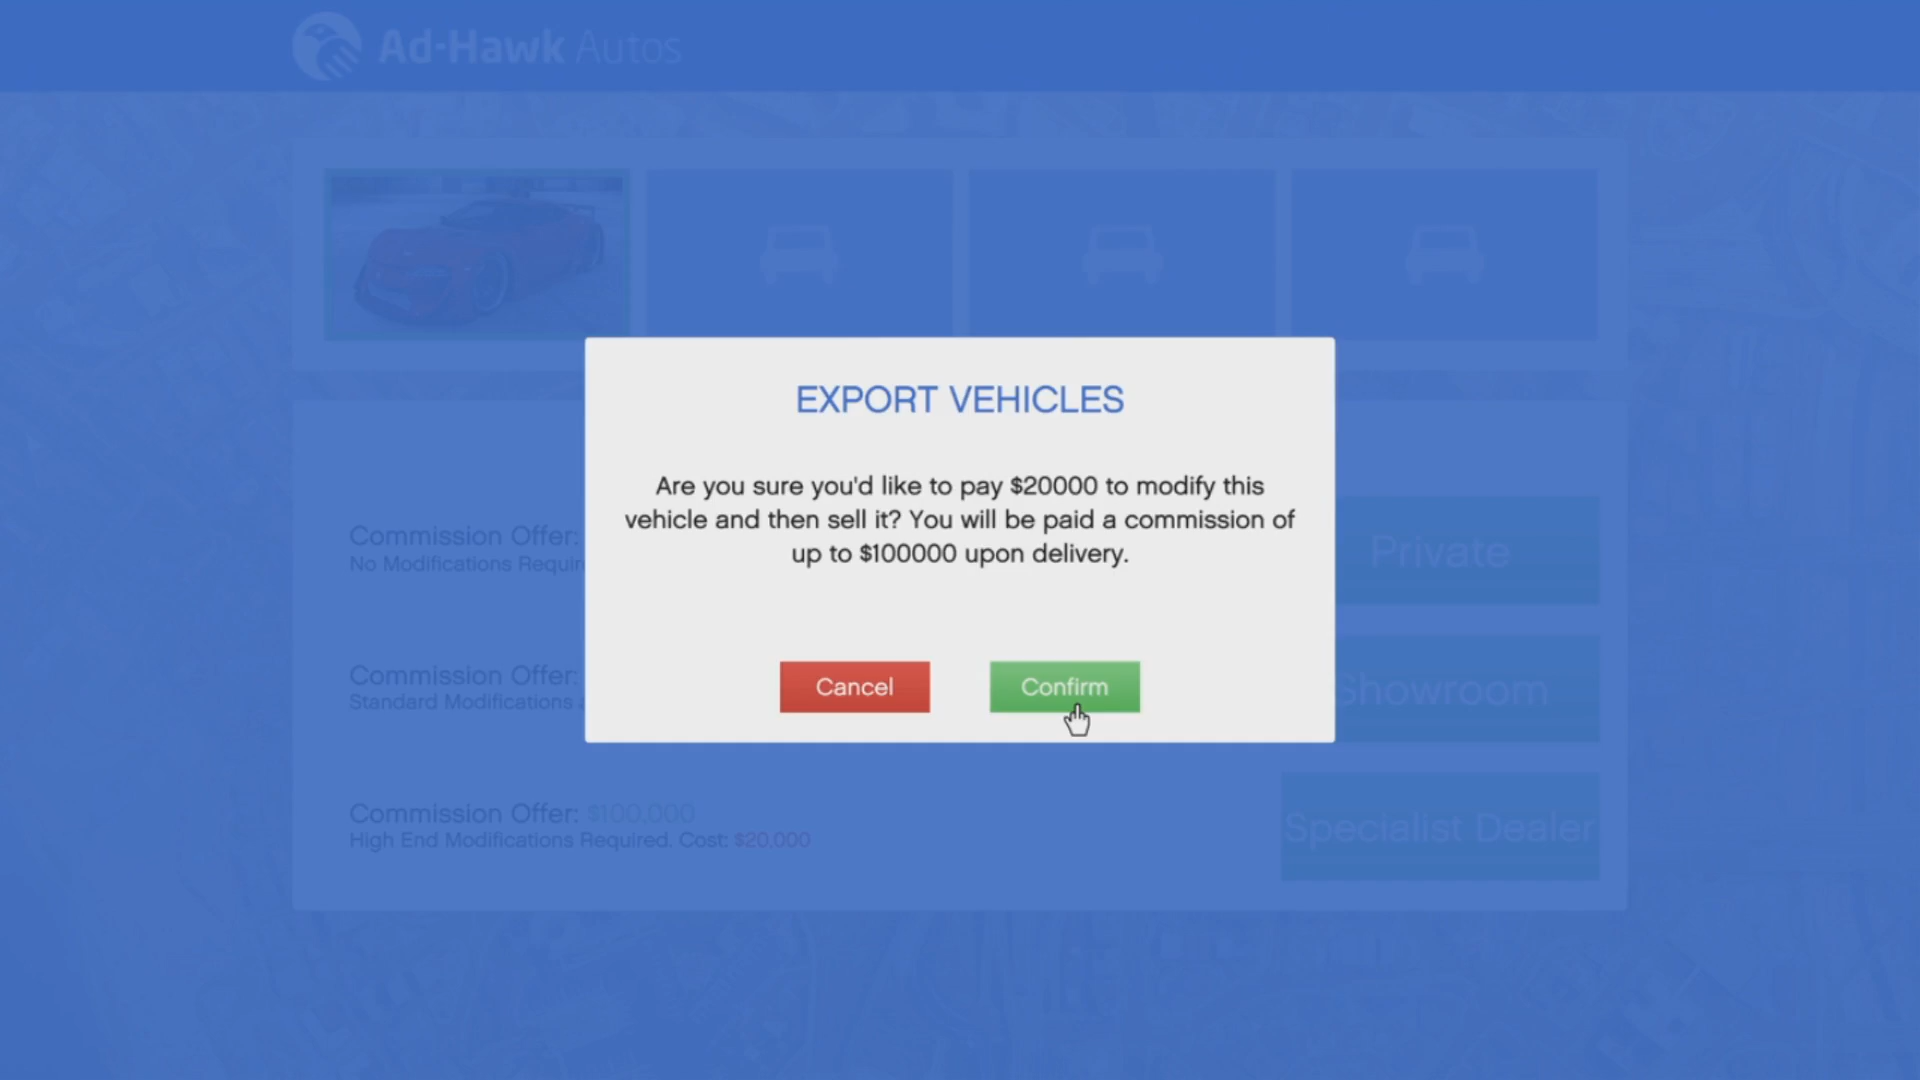 Ad-Hawk Autos
EXPORT VEHICLES
Are you sure you'd like to pay $20000 to modify this
vehicle and then sell it? You will be paid a commission of
up to $100000 upon delivery.
Cancel
Confirm
Commission Offer:
No Modifications
Private
Commission Offer:
Standard Modifications
Showroom
Commission Offer: $100,000
High End Modifications Required. Cost: $20,000
Specialist Dealer